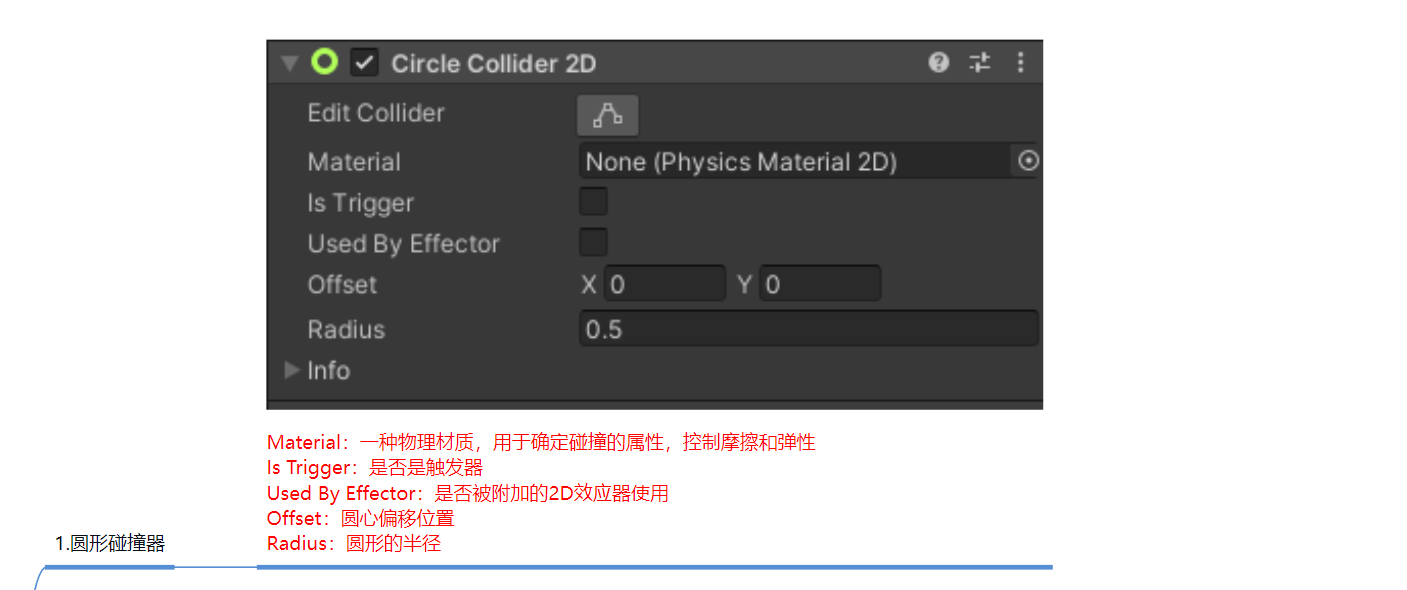 Circle Collider 2D
Edit Collider
Material None (Physics Material 2D)
Is Trigger
Used By Effector
Offset X 0 Y 0
Radius 0.5
Info
Material：一种物理材质，用于确定碰撞的属性，控制摩擦和弹性
Is Trigger：是否是触发器
Used By Effector：是否被附加的2D效应器使用
Offset：圆心偏移位置
Radius：圆形的半径
1.圆形碰撞器